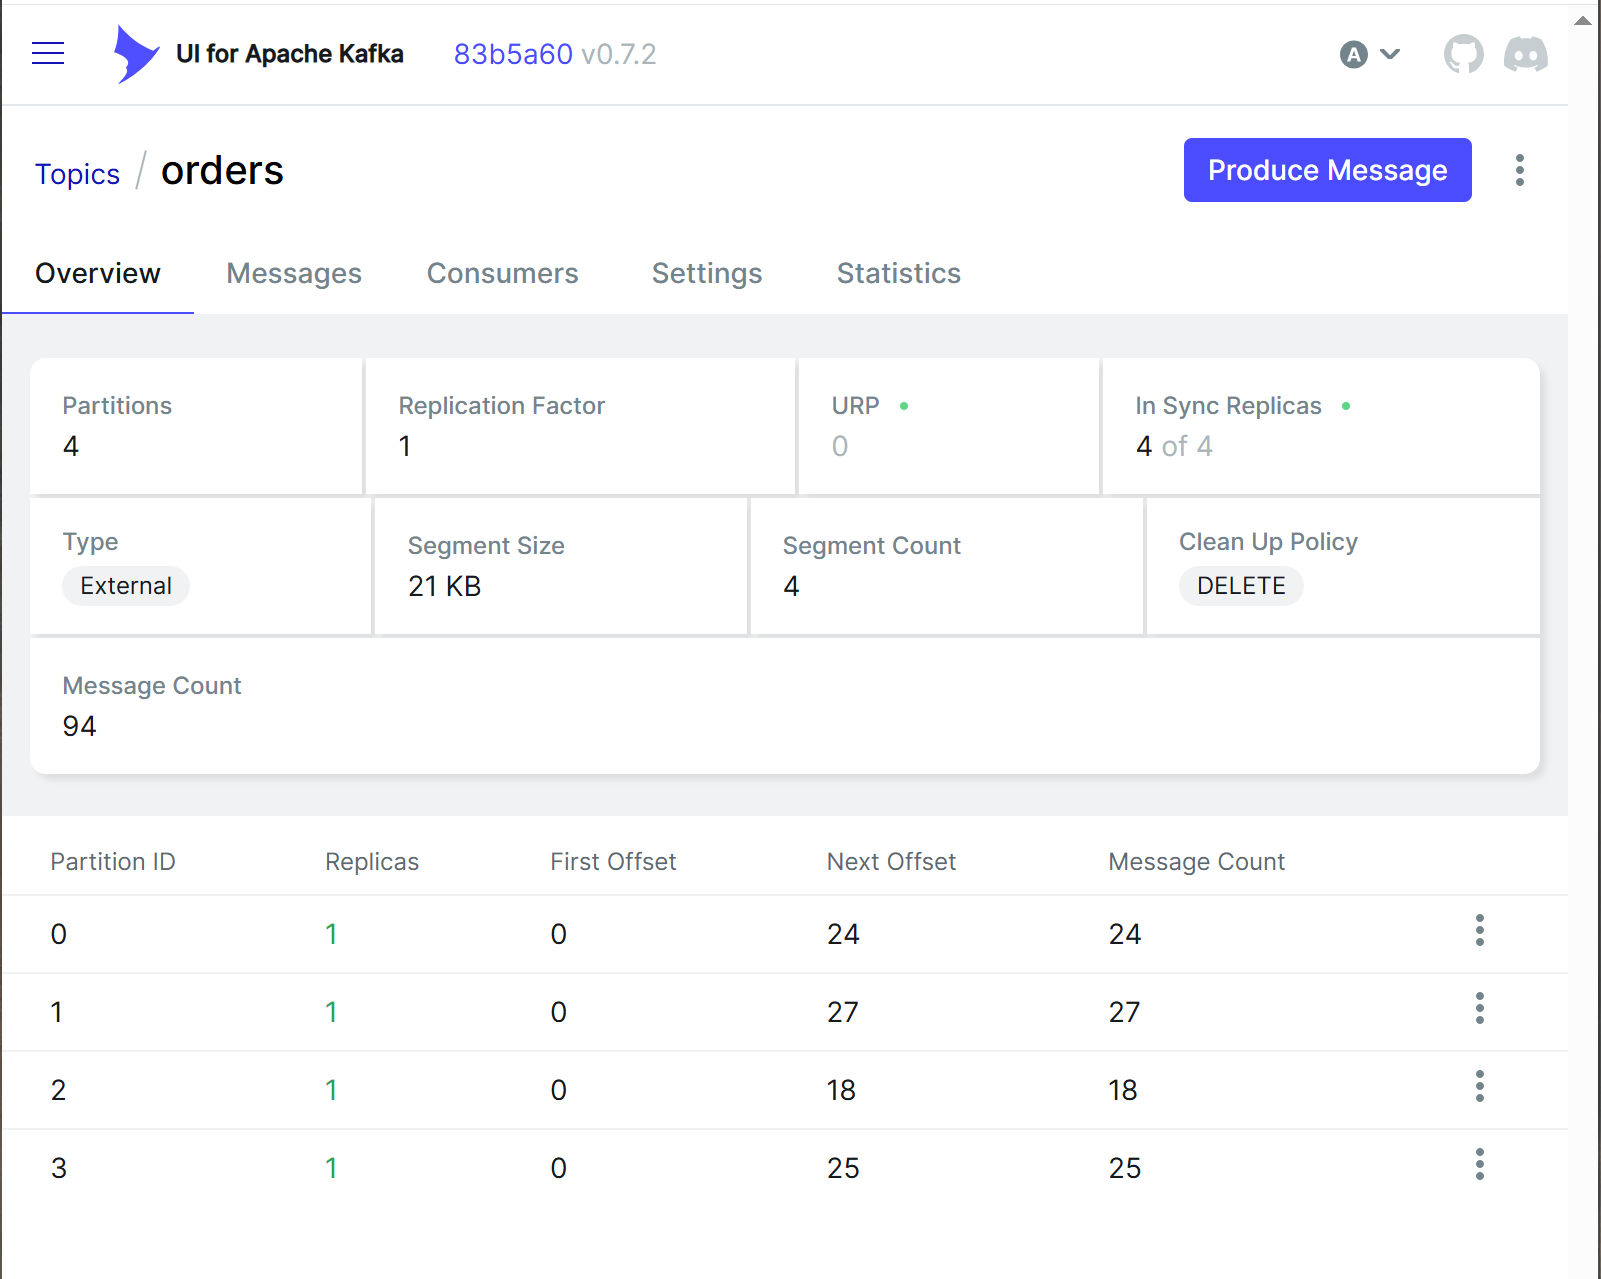 UI for Apache Kafka 83b5a60 v0.7.2 A
Topics / orders Produce Message
Overview Messages Consumers Settings Statistics
Partitions Replication Factor URP In Sync Replicas
4 1 0 4 of 4
Type Segment Size Segment Count Clean Up Policy
External 21 KB 4 DELETE
Message Count
94
Partition ID Replicas First Offset Next Offset Message Count
0 1 0 24 24
1 1 0 27 27
2 1 0 18 18
3 1 0 25 25